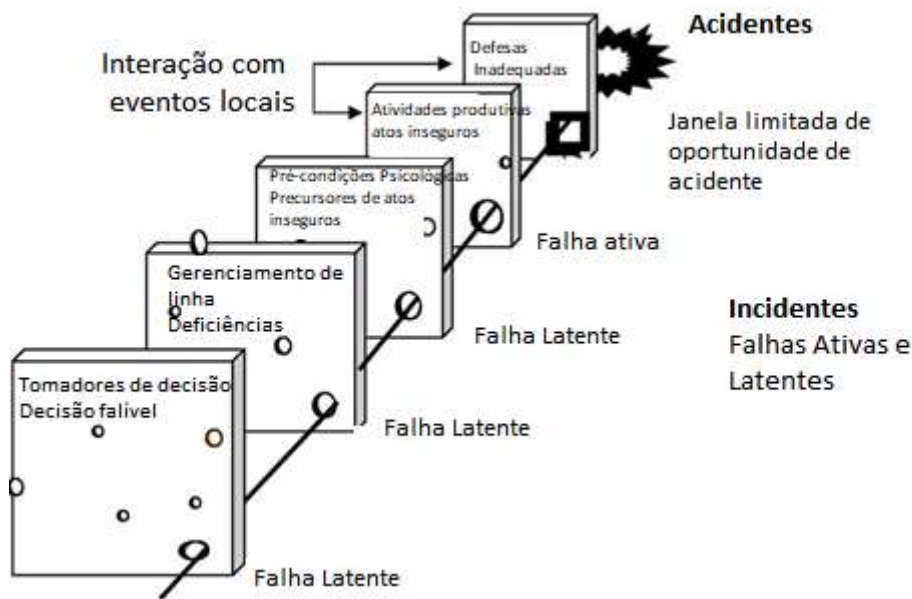 Acidentes
Defesas
Inadequadas
Interação com
eventos locais
Atividades produtivas
atos inseguros
Janela limitada de
oportunidade de
acidente
Pré-condições Psicológicas
Precursores de atos
inseguros
Falha ativa
Gerenciamento de
linha
Deficiências
Incidentes
Falhas Ativas e
Latentes
Falha Latente
Tomadores de decisão
Decisão falível
Falha Latente
Falha Latente